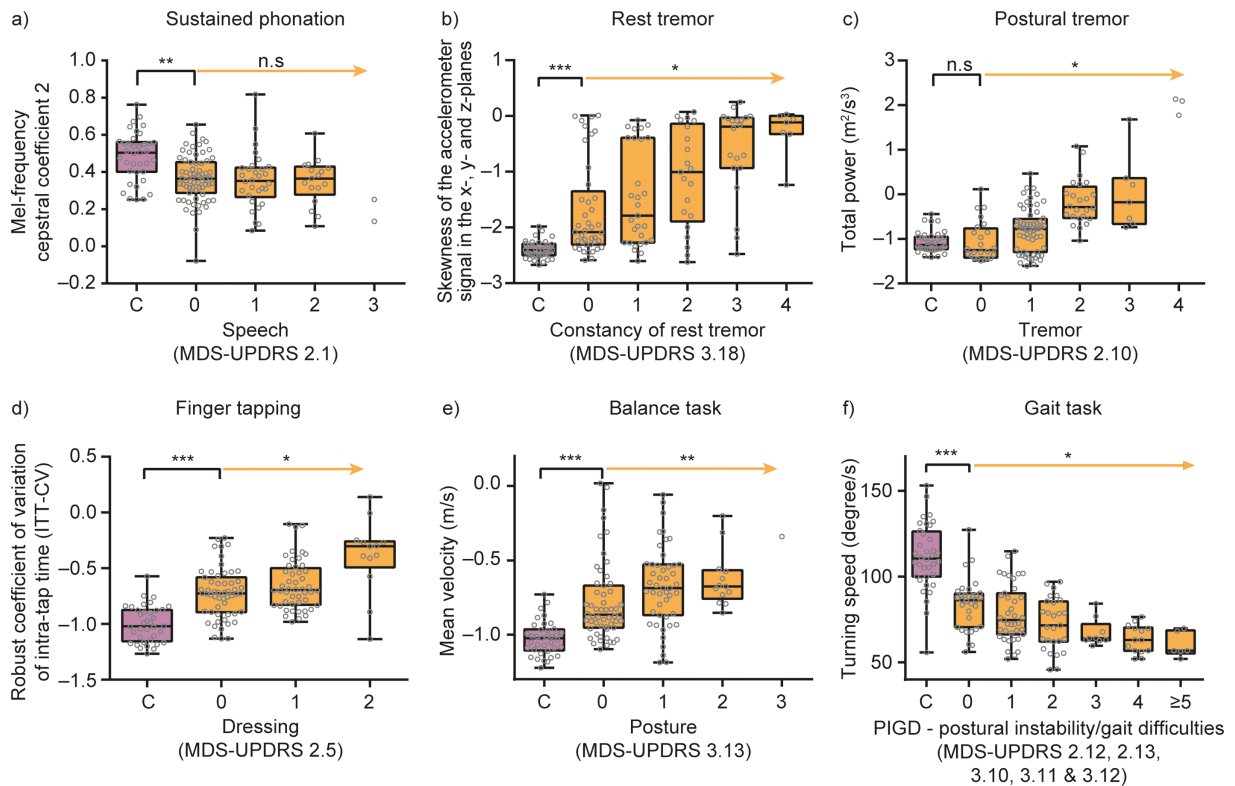 a) Sustained phonation
Mel-frequency
cepstral coefficient 2
1.0
0.8
0.6
0.4
0.2
0.0
–0.2
**
n.s
C 0 1 2 3
Speech
(MDS-UPDRS 2.1)
b) Rest tremor
Skewness of the accelerometer
signal in the x-, y- and z-planes
1
0
–1
–2
–3
***
*
C 0 1 2 3 4
Constancy of rest tremor
(MDS-UPDRS 3.18)
c) Postural tremor
Total power (m²/s³)
3
2
1
0
–1
–2
n.s
*
C 0 1 2 3 4
Tremor
(MDS-UPDRS 2.10)
d) Finger tapping
Robust coefficient of variation
of intra-tap time (ITT-CV)
0.5
0.0
–0.5
–1.0
–1.5
***
*
C 0 1 2
Dressing
(MDS-UPDRS 2.5)
e) Balance task
Mean velocity (m/s)
0.0
–0.5
–1.0
***
**
C 0 1 2 3
Posture
(MDS-UPDRS 3.13)
f) Gait task
Turning speed (degree/s)
150
100
50
***
*
C 0 1 2 3 4 ≥5
PIGD - postural instability/gait difficulties
(MDS-UPDRS 2.12, 2.13,
3.10, 3.11 & 3.12)